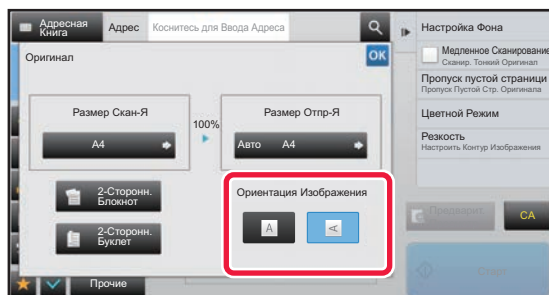 Адресная
Книга
Адрес
Коснитесь для Ввода Адреса
Настройка Фона
Оригинал
OK
Медленное Сканирование
Сканир. Тонкий Оригинал
Размер Скан-Я
100%
Размер Отпр-Я
Пропуск пустой страници
Пропуск Пустой Стр. Оригинала
A4
Авто A4
Цветной Режим
Резкость
Настроить Контур Изображения
2-Сторонн.
Блокнот
Ориентация Изображения
A
A
2-Сторонн.
Буклет
Предварит.
CA
Прочие
Старт